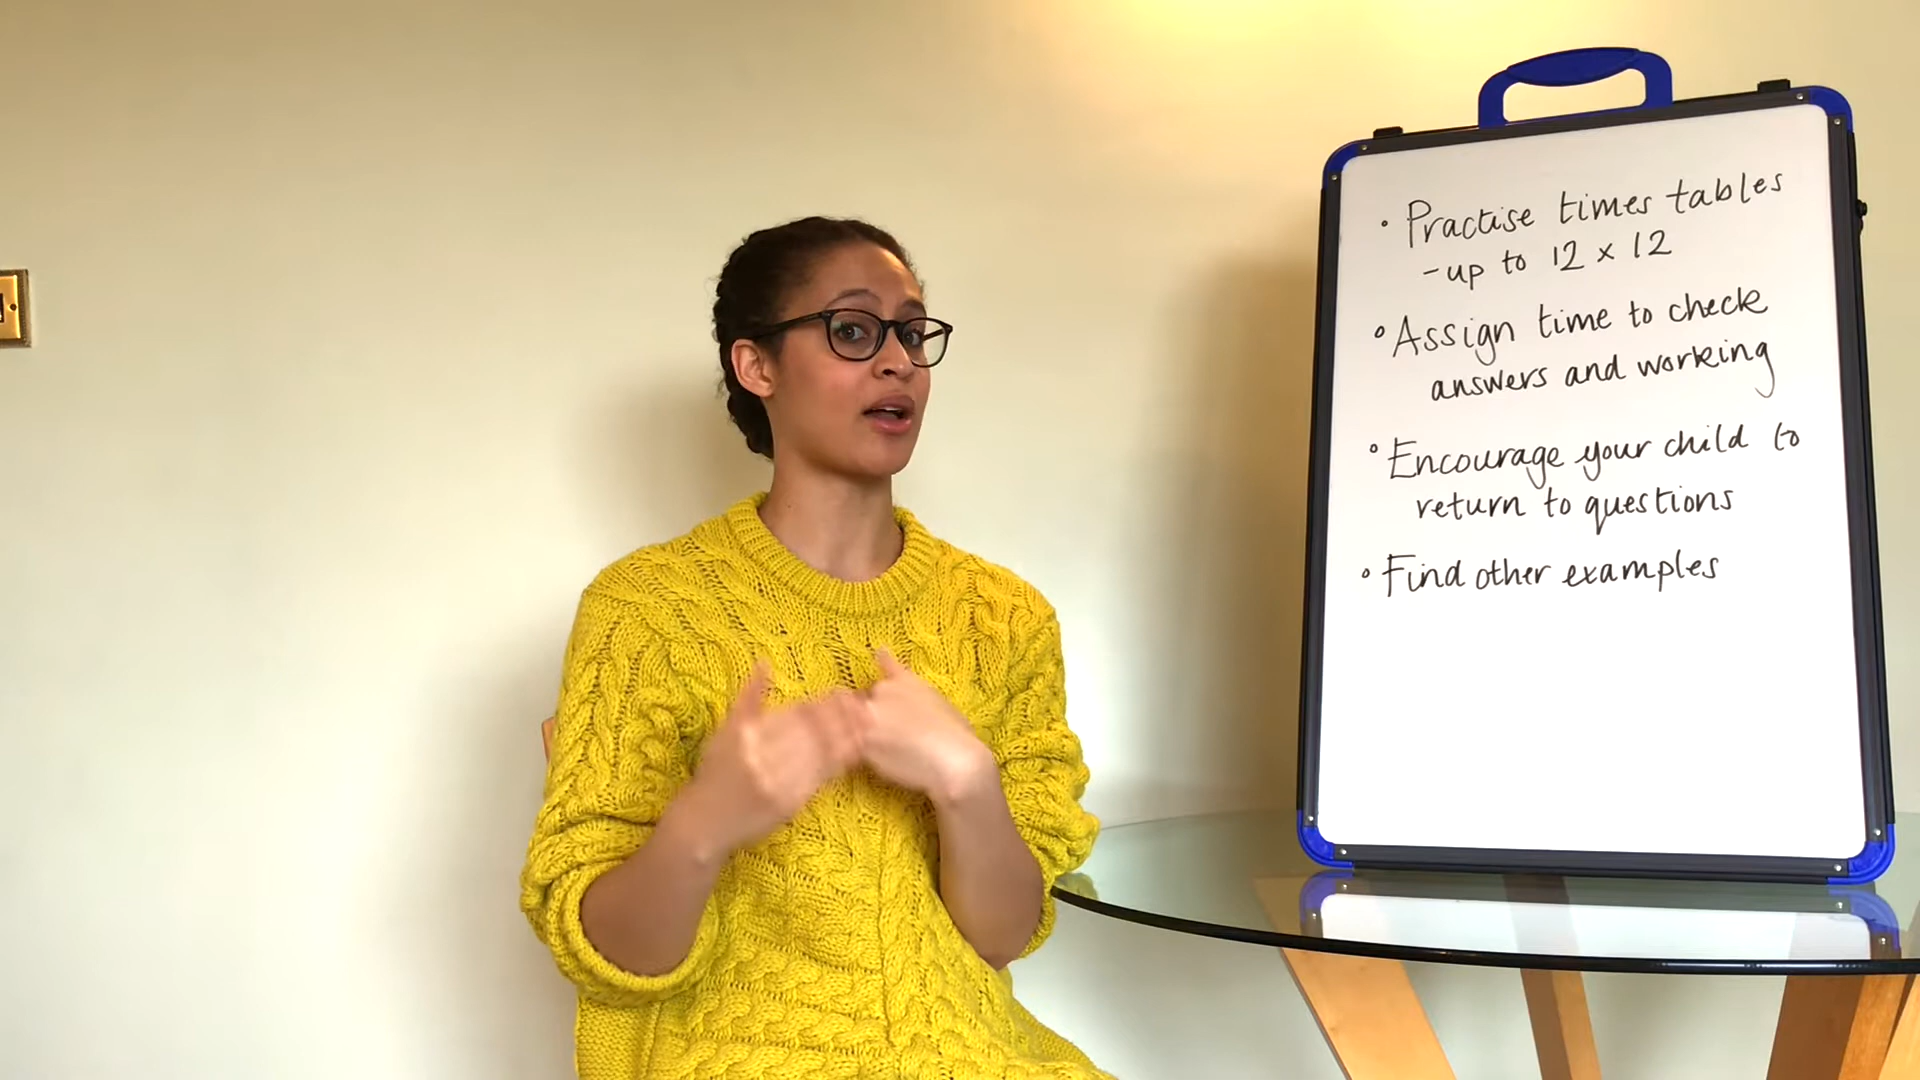 • Practise times tables
- up to 12 x 12
• Assign time to check
answers and working
• Encourage your child to
return to questions
• Find other examples